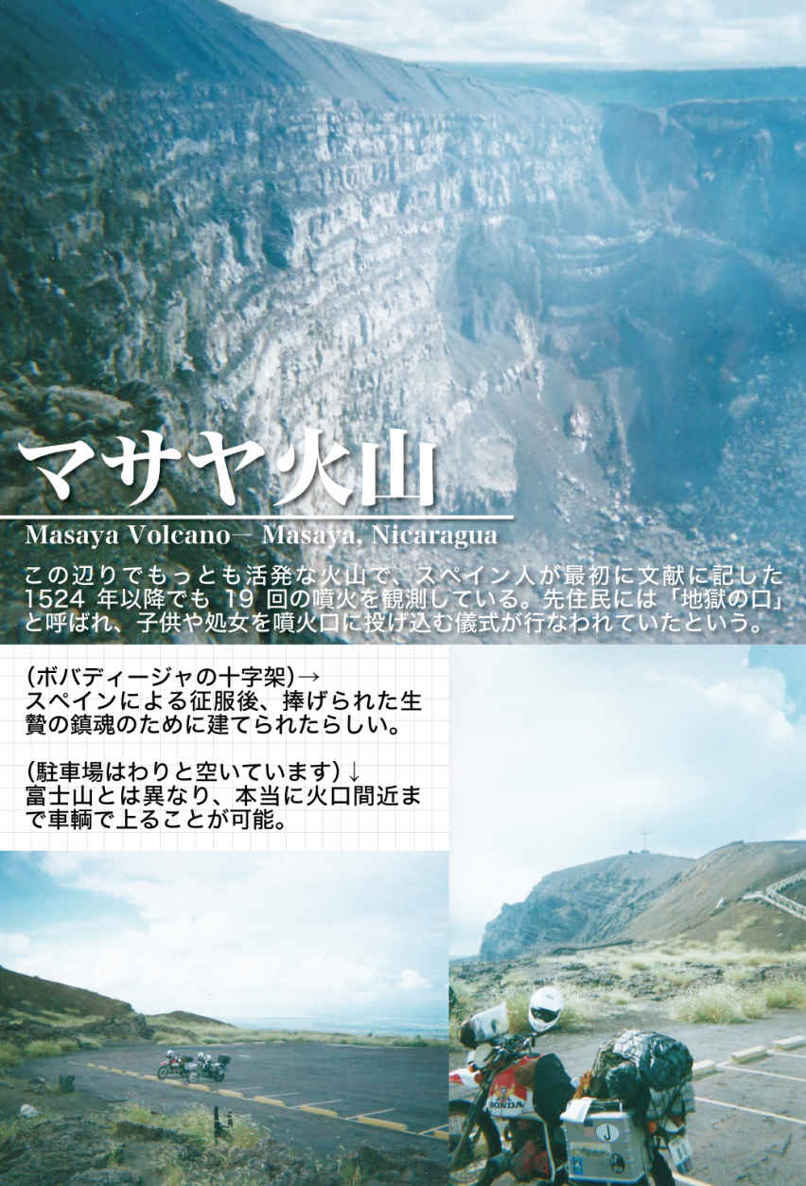 マサヤ火山
Masaya Volcano— Masaya, Nicaragua
この辺りでもっとも活発な火山で、スペイン人が最初に文献に記した
1524 年以降でも 19 回の噴火を観測している。先住民には「地獄の口」
と呼ばれ、子供や処女を噴火口に投げ込む儀式が行なわれていたという。
（ボバディージャの十字架）→
スペインによる征服後、捧げられた生
贄の鎮魂のために建てられたらしい。
（駐車場はわりと空いています）↓
富士山とは異なり、本当に火口間近ま
で車輌で上ることが可能。
HONDA
J